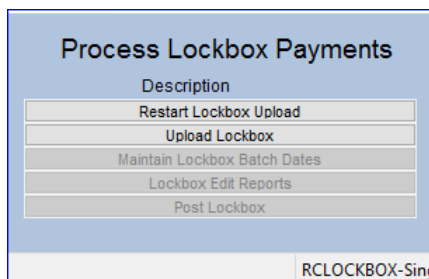 Process Lockbox Payments
Description
Restart Lockbox Upload
Upload Lockbox
Maintain Lockbox Batch Dates
Lockbox Edit Reports
Post Lockbox
RCLOCKBOX-Sin